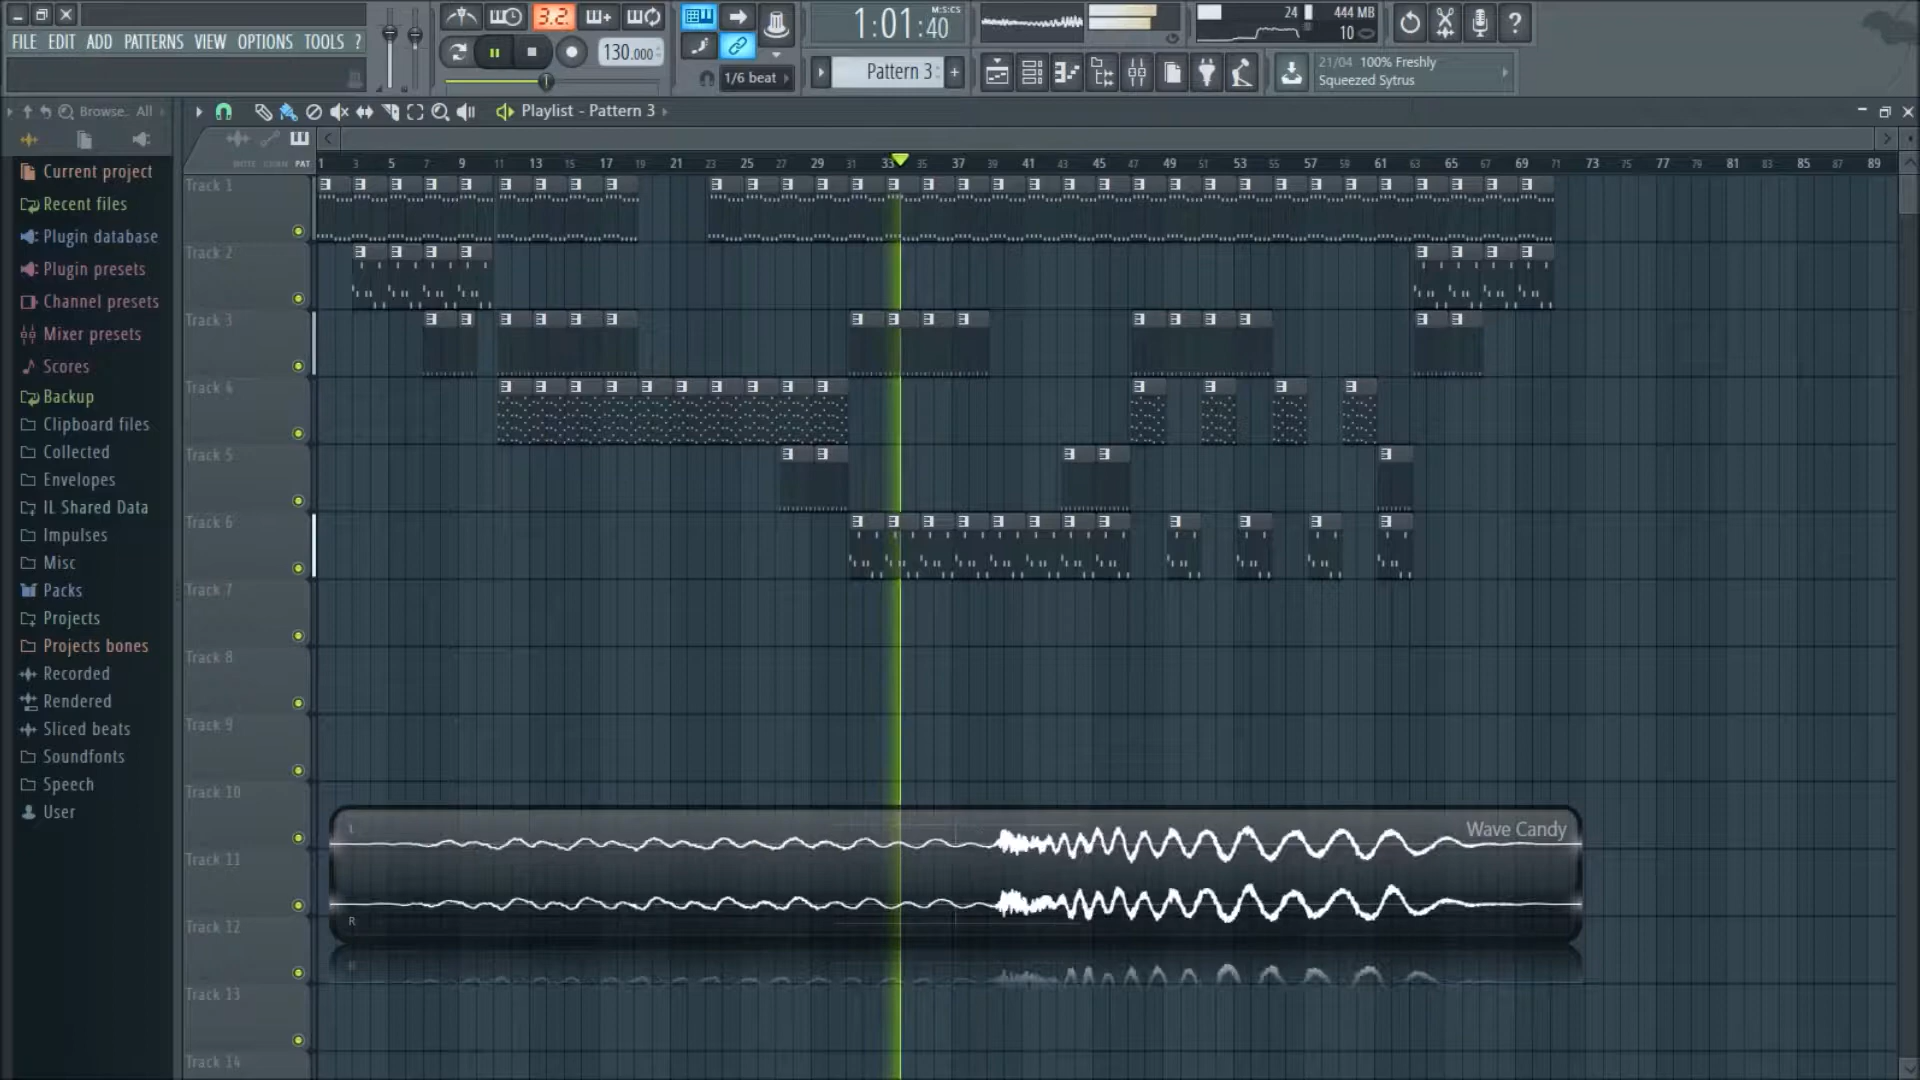 FILE EDIT ADD PATTERNS VIEW OPTIONS TOOLS ?
3.2.
130.000
1/6 beat
1:01:40
M:S:CS
Pattern 3
+
24
444 MB
10
?
21/04 100% Freshly
Squeezed Sytrus
Browse: All
Playlist - Pattern 3
NOTE CHAN PAT
1 3 5 7 9 11 13 15 17 19 21 23 25 27 29 31 33 35 37 39 41 43 45 47 49 51 53 55 57 59 61 63 65 67 69 71 73 75 77 79 81 83 85 87 89
Current project
Recent files
Plugin database
Plugin presets
Channel presets
Mixer presets
Scores
Backup
Clipboard files
Collected
Envelopes
IL Shared Data
Impulses
Misc
Packs
Projects
Projects bones
Recorded
Rendered
Sliced beats
Soundfonts
Speech
User
Track 1
Track 2
Track 3
Track 4
Track 5
Track 6
Track 7
Track 8
Track 9
Track 10
Track 11
Track 12
Track 13
Track 14
L
Wave Candy
R